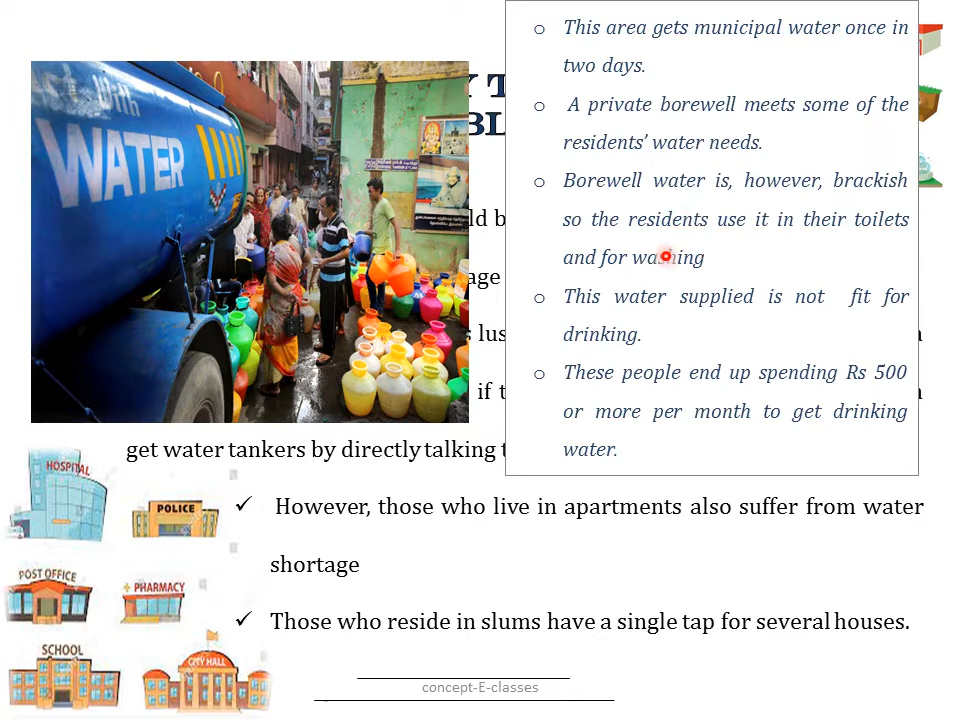 o This area gets municipal water once in
two days.
o A private borewell meets some of the
residents’ water needs.
o Borewell water is, however, brackish
so the residents use it in their toilets
and for washing
o This water supplied is not fit for
drinking.
o These people end up spending Rs 500
or more per month to get drinking
water.
WATER
if
get water tankers by directly talking
✓ However, those who live in apartments also suffer from water
shortage
✓ Those who reside in slums have a single tap for several houses.
HOSPITAL
POLICE
POST OFFICE
+ PHARMACY
SCHOOL
CITY HALL
concept-E-classes